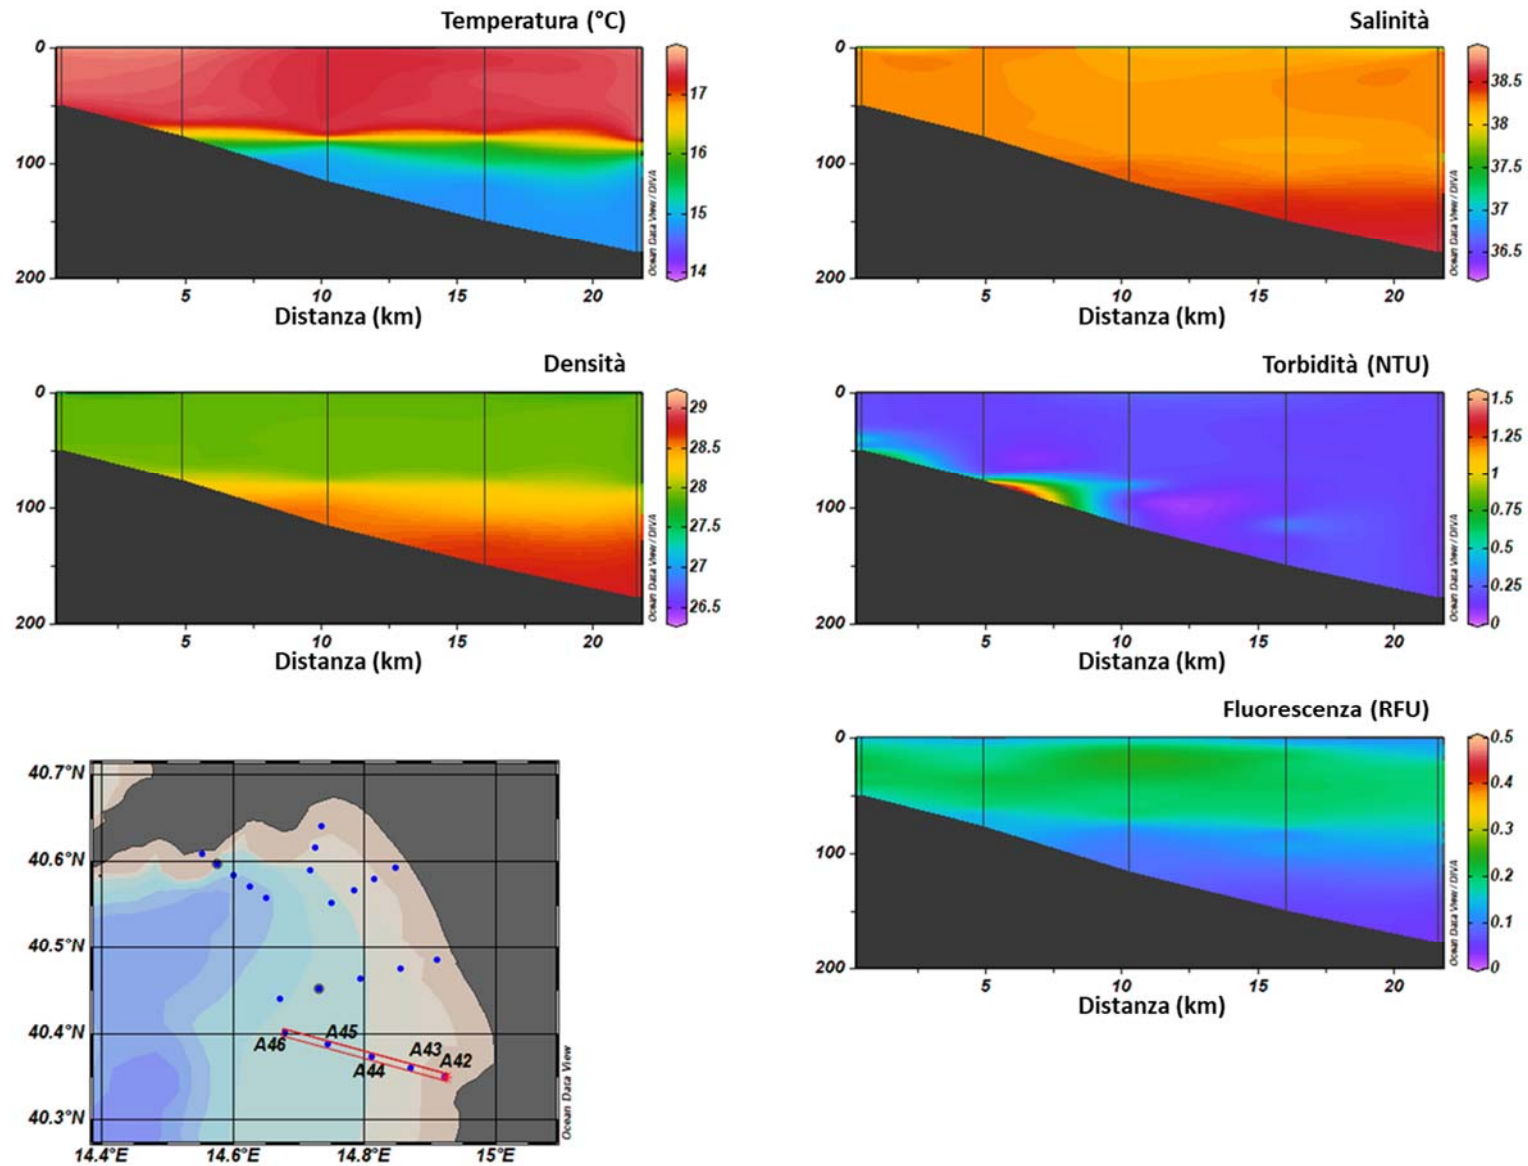 Temperatura (°C)
0
100
200
5
10
15
20
Distanza (km)
17
16
15
14
Ocean Data View / DIVA
Salinità
0
100
200
5
10
15
20
Distanza (km)
38.5
38
37.5
37
36.5
Ocean Data View / DIVA
Densità
0
100
200
5
10
15
20
Distanza (km)
29
28.5
28
27.5
27
26.5
Ocean Data View / DIVA
Torbidità (NTU)
0
100
200
5
10
15
20
Distanza (km)
1.5
1.25
1
0.75
0.5
0.25
0
Ocean Data View / DIVA
40.7°N
40.6°N
40.5°N
40.4°N
40.3°N
14.4°E
14.6°E
14.8°E
15°E
A46
A45
A44
A43
A42
Ocean Data View
Fluorescenza (RFU)
0
100
200
5
10
15
20
Distanza (km)
0.5
0.4
0.3
0.2
0.1
0
Ocean Data View / DIVA